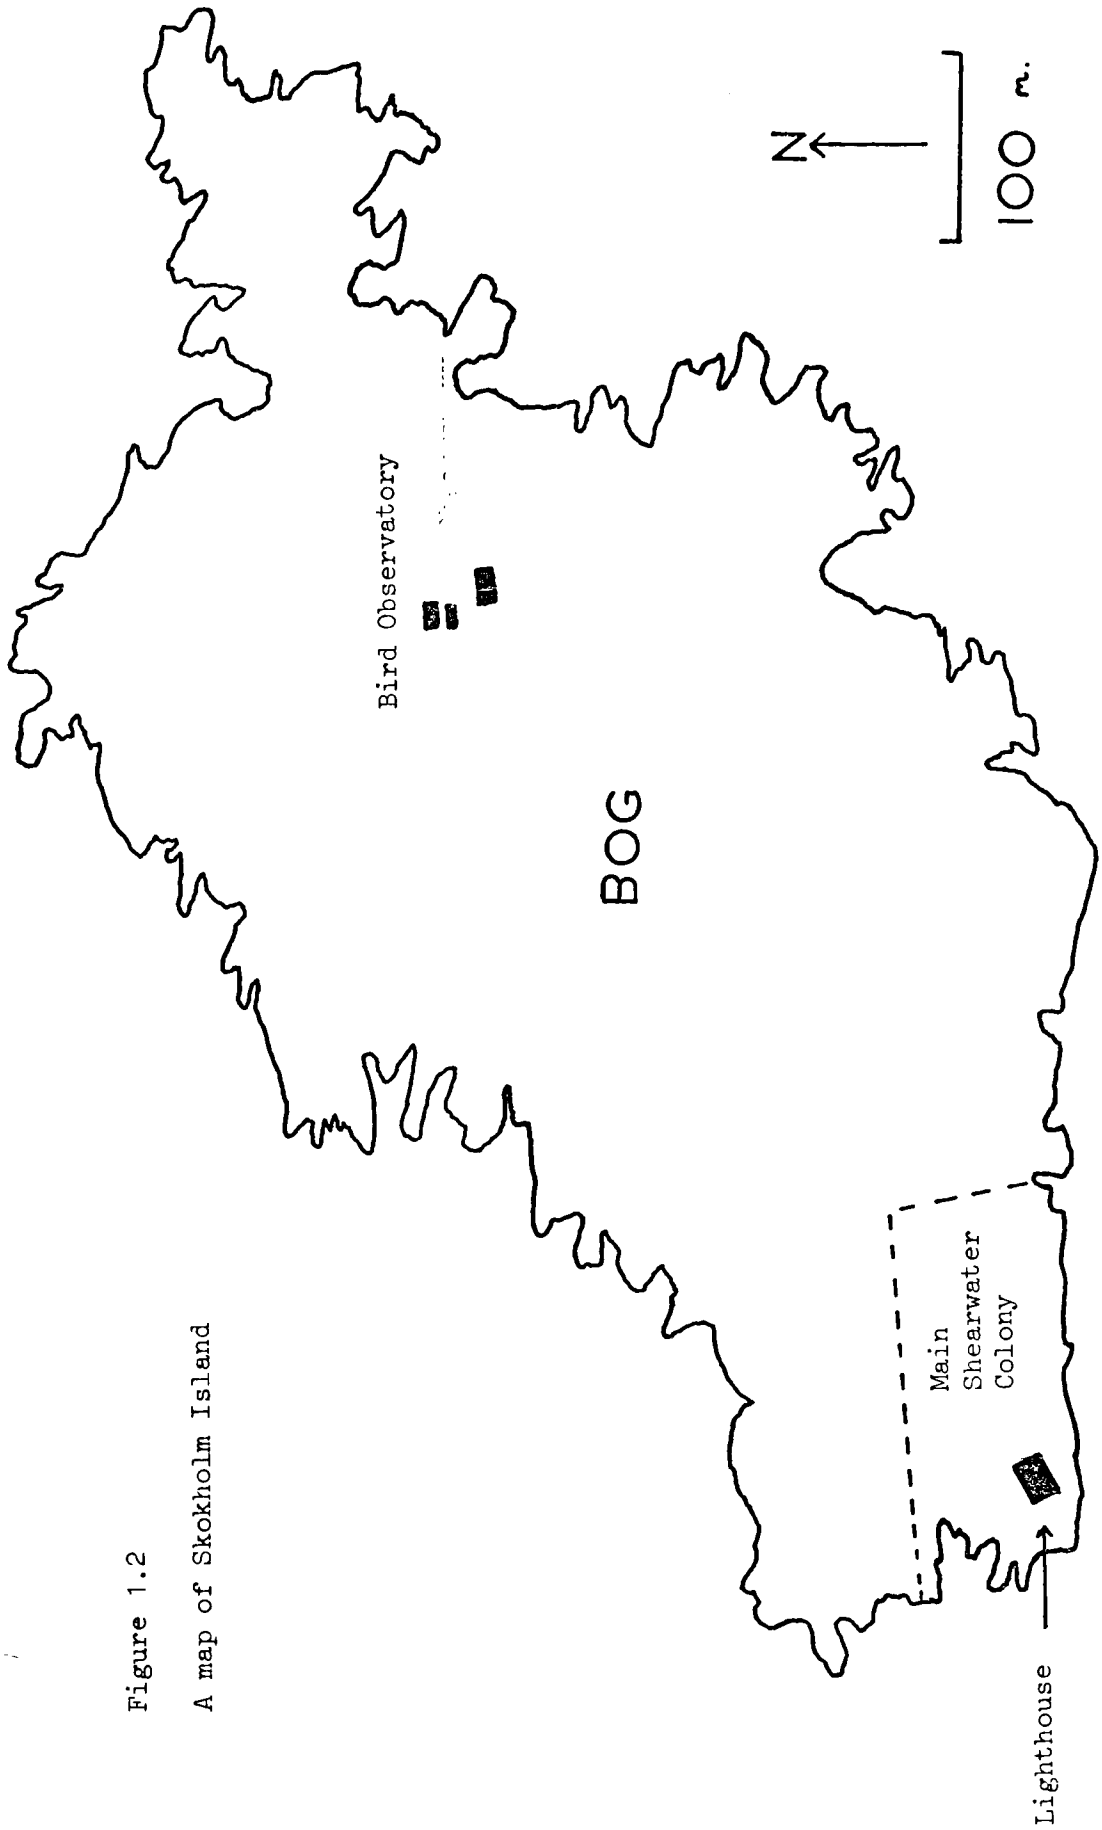 Figure 1.2
A map of Skokholm Island
Bird Observatory
BOG
N
100 m.
Main
Shearwater
Colony
Lighthouse